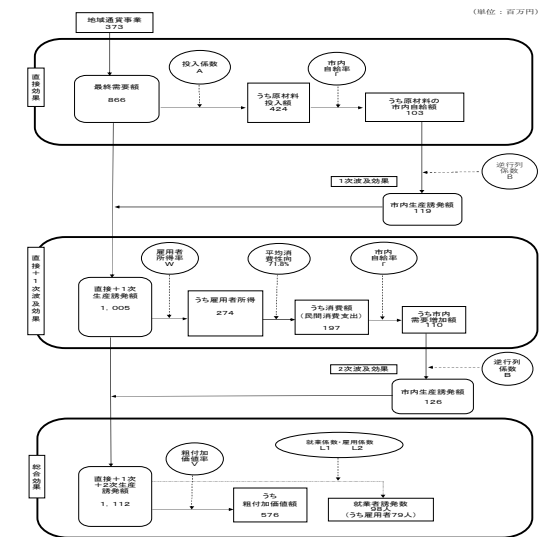 (単位：百万円)
地域通貨事業
373
直接効果
最終需要額
866
投入係数
A
うち原材料
投入額
424
市内
自給率
Γ
うち原材料の
市内自給額
103
逆行列
係数
B
1次波及効果
市内生産誘発額
119
直接+1次波及効果
直接+1次
生産誘発額
1,005
雇用者
所得率
W
うち雇用者所得
274
平均消
費性向
71.8%
うち消費額
(民間消費支出)
197
市内
自給率
Γ
うち市内
需要増加額
110
逆行列
係数
B
2次波及効果
市内生産誘発額
126
総合効果
直接+1次
+2次生産
誘発額
1,112
粗付加
価値率
V
うち
粗付加価値額
576
就業係数・雇用係数
L1 L2
就業者誘発数
98人
(うち雇用者79人)